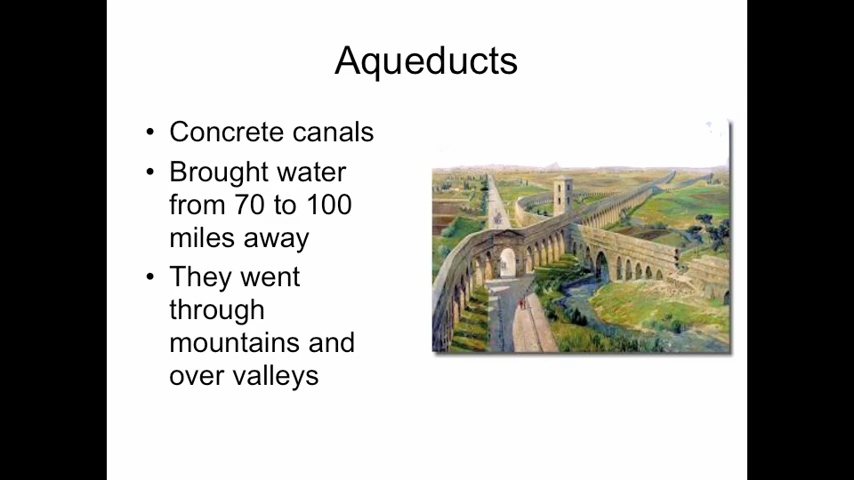 Aqueducts
• Concrete canals
• Brought water
from 70 to 100
miles away
• They went
through
mountains and
over valleys